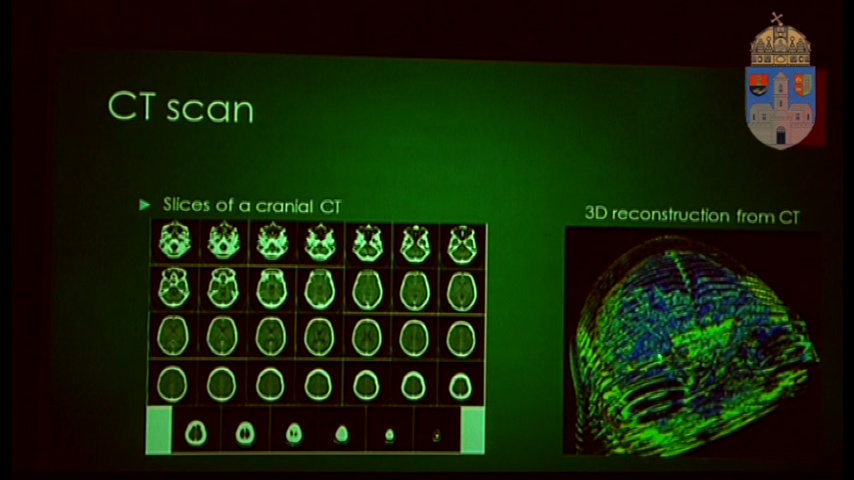 CT scan
Slices of a cranial CT
3D reconstruction from CT